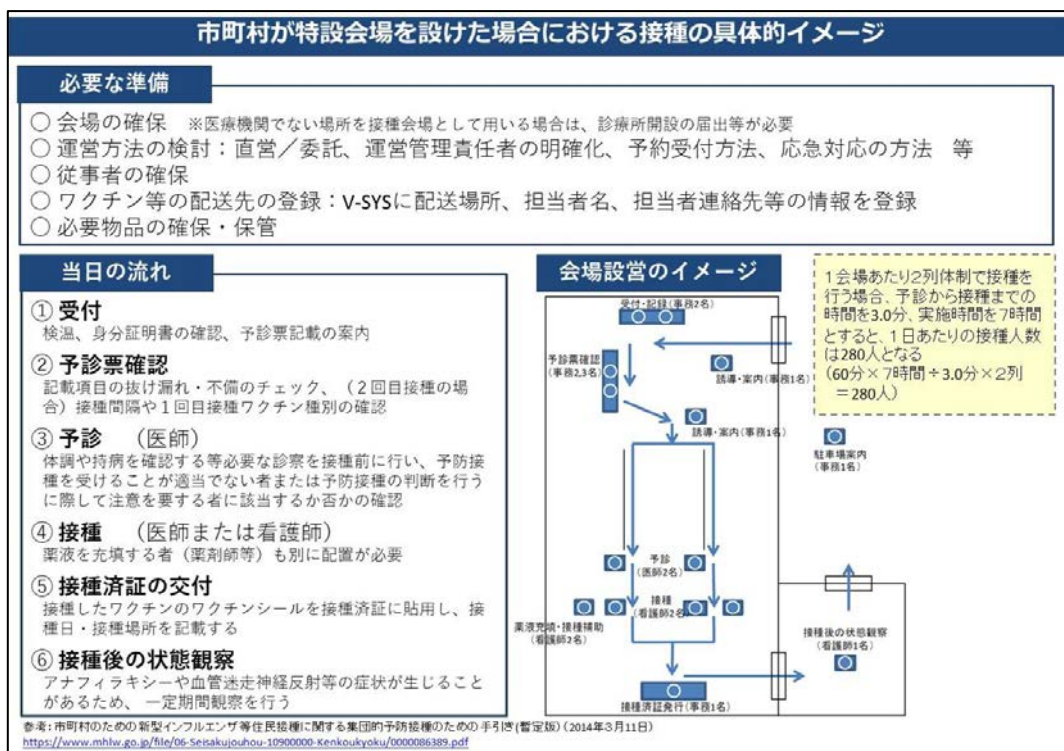 市町村が特設会場を設けた場合における接種の具体的イメージ
必要な準備
○ 会場の確保　※医療機関でない場所を接種会場として用いる場合は、診療所開設の届出等が必要
○ 運営方法の検討：直営／委託、運営管理責任者の明確化、予約受付方法、応急対応の方法　等
○ 従事者の確保
○ ワクチン等の配送先の登録：V-SYSに配送場所、担当者名、担当者連絡先等の情報を登録
○ 必要物品の確保・保管
当日の流れ
① 受付
検温、身分証明書の確認、予診票記載の案内
② 予診票確認
記載項目の抜け漏れ・不備のチェック、（２回目接種の場
合）接種間隔や１回目接種ワクチン種別の確認
③ 予診　（医師）
体調や持病を確認する等必要な診察を接種前に行い、予防接
種を受けることが適当でない者または予防接種の判断を行う
に際して注意を要する者に該当するか否かの確認
④ 接種　（医師または看護師）
薬液を充填する者（薬剤師等）も別に配置が必要
⑤ 接種済証の交付
接種したワクチンのワクチンシールを接種済証に貼用し、接
種日・接種場所を記載する
⑥ 接種後の状態観察
アナフィラキシーや血管迷走神経反射等の症状が生じること
があるため、一定期間観察を行う
会場設営のイメージ
受付・記録（事務2名）
予診票確認
（事務2,3名）
誘導・案内（事務1名）
誘導・案内（事務1名）
駐車場案内
（事務1名）
予診
（医師2名）
接種
（看護師2名）
薬液充填・接種補助
（看護師2名）
接種後の状態観察
（看護師1名）
接種済証発行（事務1名）
１会場あたり２列体制で接種を
行う場合、予診から接種までの
時間を3.0分、実施時間を７時間
とすると、１日あたりの接種人数
は280人となる
（60分×７時間÷3.0分×２列
＝280人）
参考：市町村のための新型インフルエンザ等住民接種に関する集団的予防接種のための手引き（暫定版）（2014年３月11日）
https://www.mhlw.go.jp/file/06-Seisakujouhou-10900000-Kenkoukyoku/0000086389.pdf